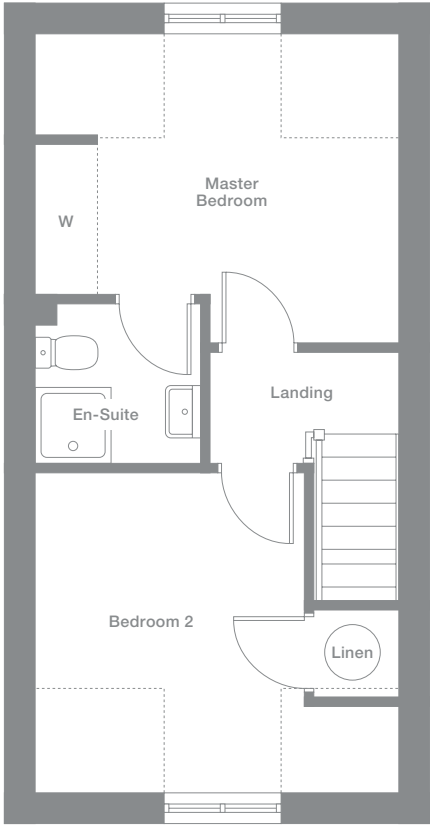 Master
Bedroom
W
Landing
En-Suite
Bedroom 2
Linen